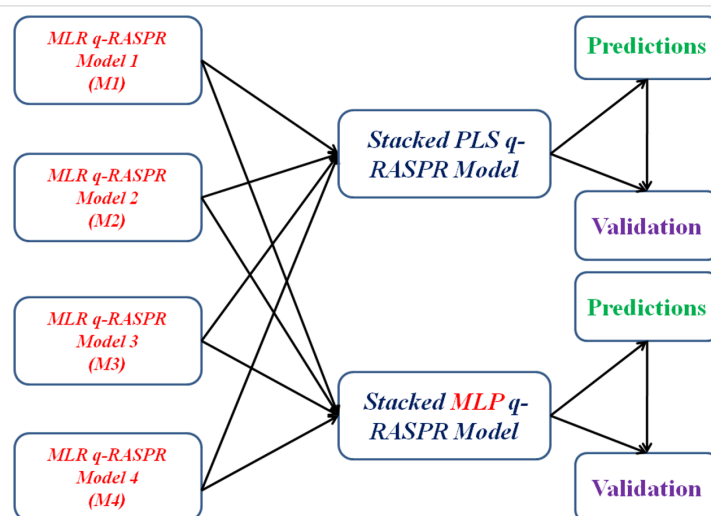 MLR q-RASPR
Model 1
(M1)
MLR q-RASPR
Model 2
(M2)
MLR q-RASPR
Model 3
(M3)
MLR q-RASPR
Model 4
(M4)
Stacked PLS q-
RASPR Model
Stacked MLP q-
RASPR Model
Predictions
Validation
Predictions
Validation